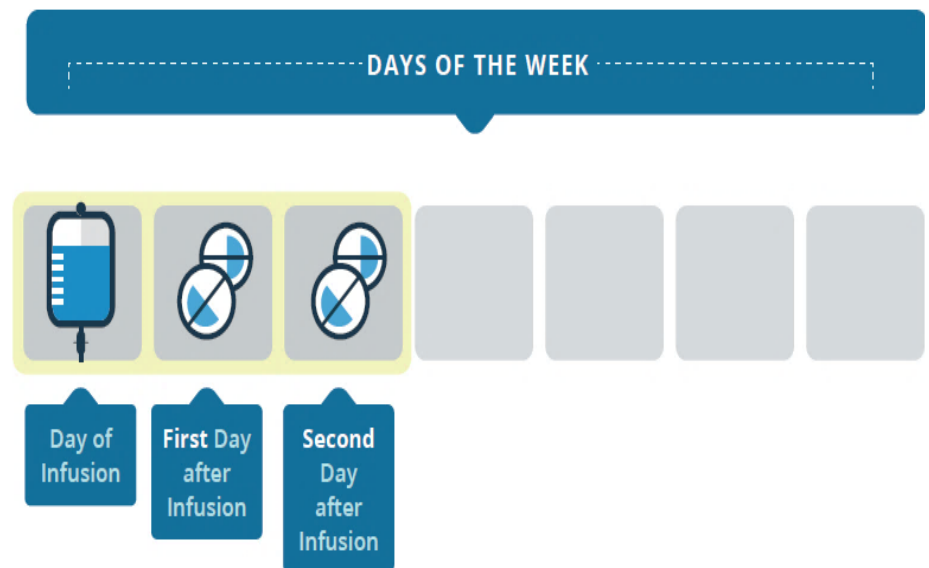 DAYS OF THE WEEK
Day of
Infusion
First Day
after
Infusion
Second
Day
after
Infusion